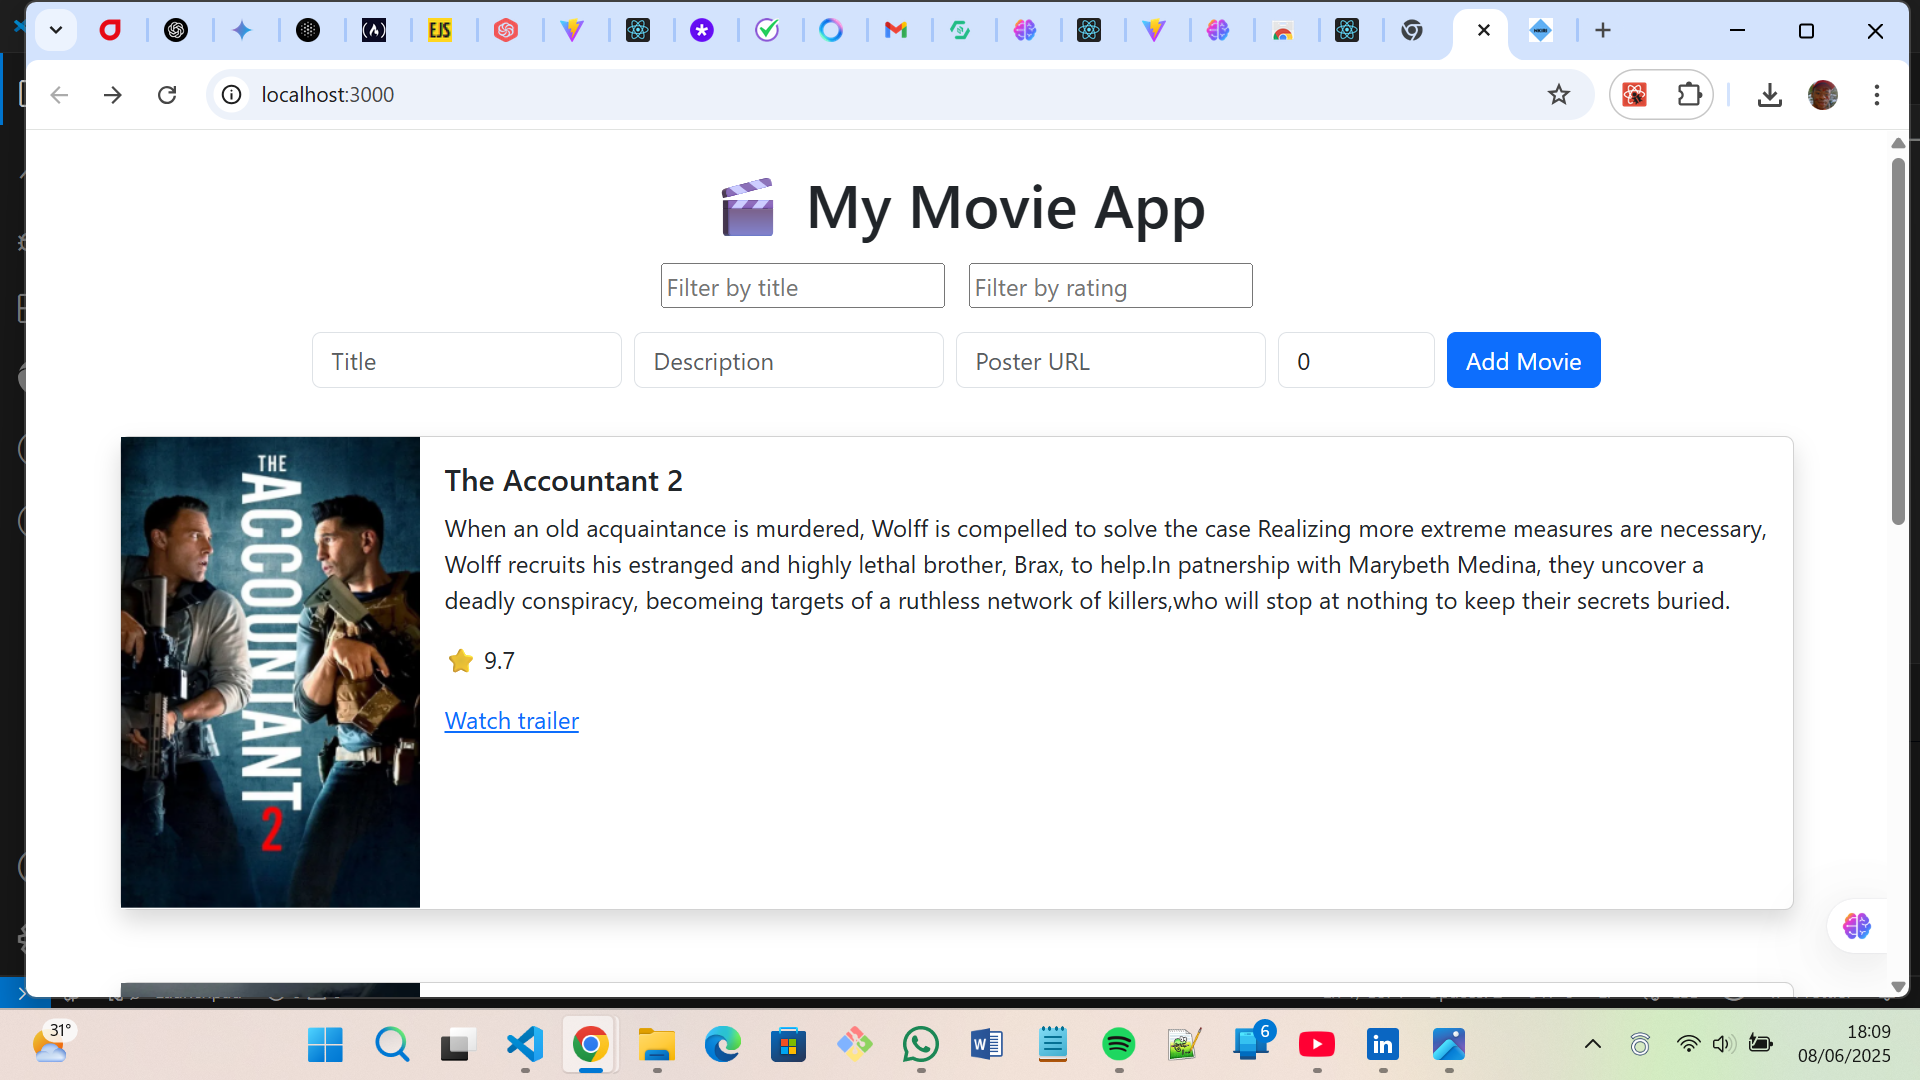 EJS
localhost:3000
My Movie App
Filter by title
Filter by rating
Title
Description
Poster URL
0
Add Movie
THE
ACCOUNTANT
2
The Accountant 2
When an old acquaintance is murdered, Wolff is compelled to solve the case Realizing more extreme measures are necessary,
Wolff recruits his estranged and highly lethal brother, Brax, to help.In patnership with Marybeth Medina, they uncover a
deadly conspiracy, becomeing targets of a ruthless network of killers,who will stop at nothing to keep their secrets buried.
9.7
Watch trailer
31°
6
18:09
08/06/2025